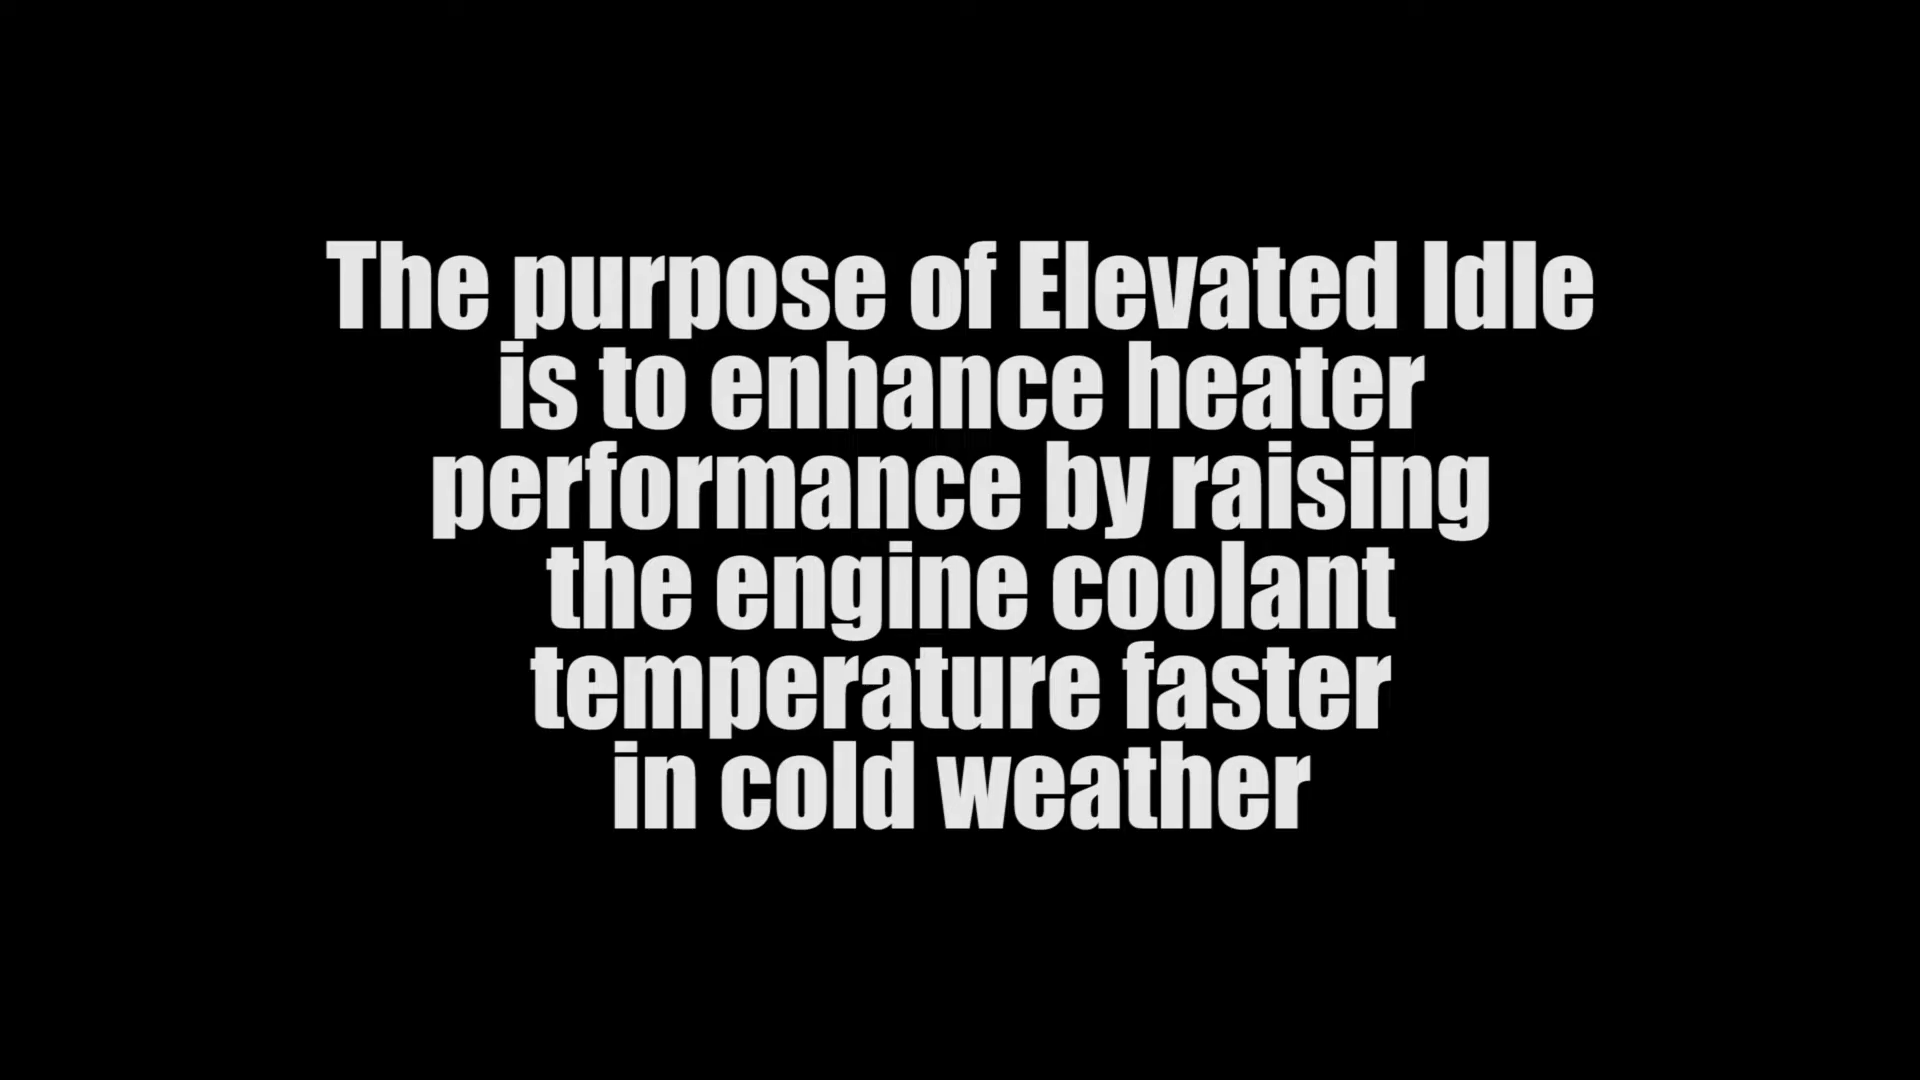 The purpose of Elevated Idle
is to enhance heater
performance by raising
the engine coolant
temperature faster
in cold weather